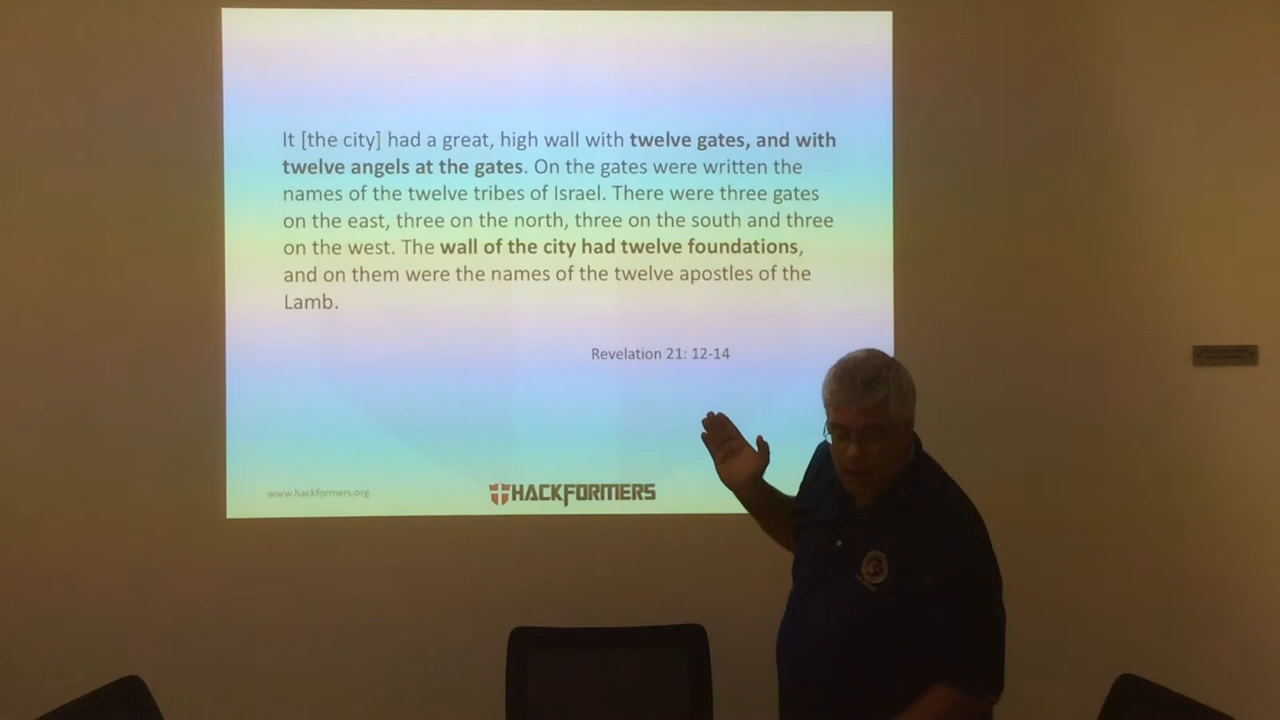 It [the city] had a great, high wall with twelve gates, and with
twelve angels at the gates. On the gates were written the
names of the twelve tribes of Israel. There were three gates
on the east, three on the north, three on the south and three
on the west. The wall of the city had twelve foundations,
and on them were the names of the twelve apostles of the
Lamb.
Revelation 21: 12-14
www.hackformers.org
HACKFORMERS